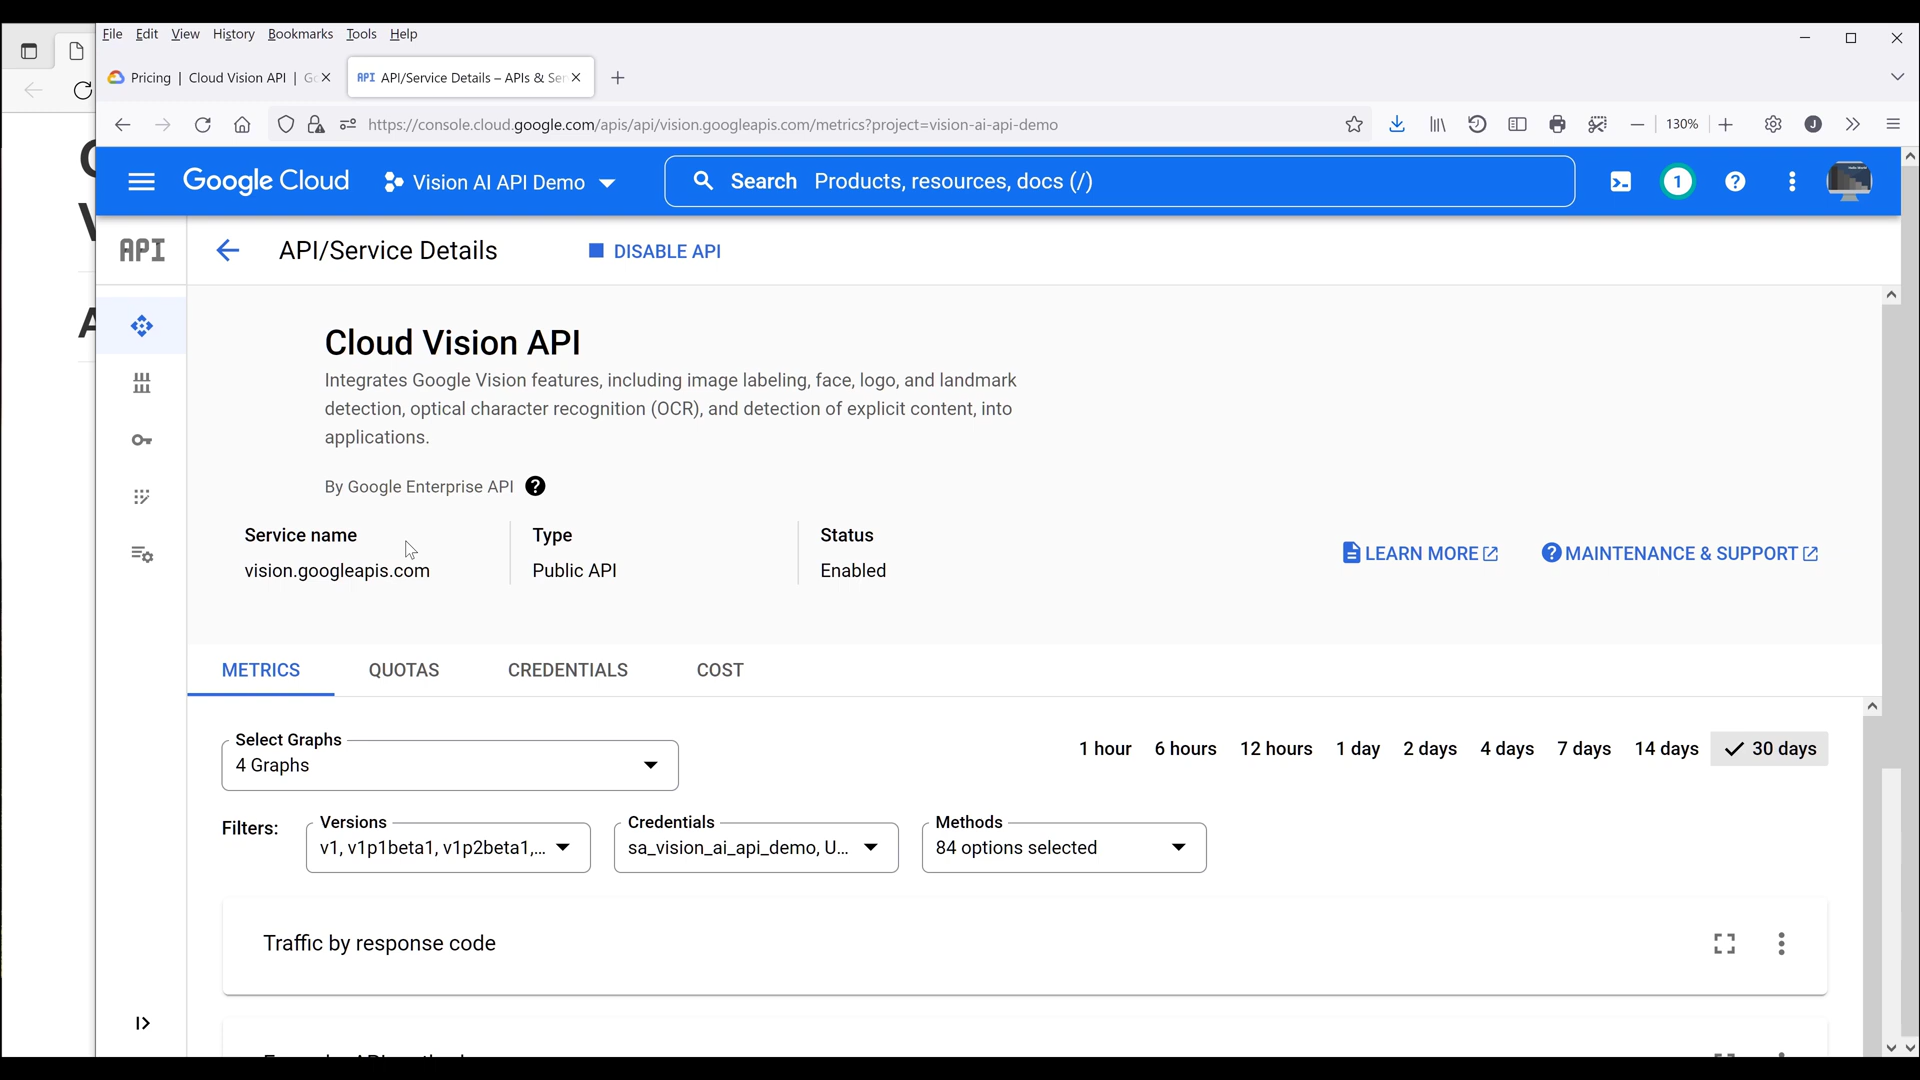 File Edit View History Bookmarks Tools Help
Pricing | Cloud Vision API | Go
API API/Service Details – APIs & Ser
https://console.cloud.google.com/apis/api/vision.googleapis.com/metrics?project=vision-ai-api-demo
130%
J
Google Cloud
Vision AI API Demo
Search Products, resources, docs (/)
1
API
API/Service Details
DISABLE API
Cloud Vision API
Integrates Google Vision features, including image labeling, face, logo, and landmark
detection, optical character recognition (OCR), and detection of explicit content, into
applications.
By Google Enterprise API
Service name
vision.googleapis.com
Type
Public API
Status
Enabled
LEARN MORE
MAINTENANCE & SUPPORT
METRICS QUOTAS CREDENTIALS COST
Select Graphs
4 Graphs
1 hour 6 hours 12 hours 1 day 2 days 4 days 7 days 14 days 30 days
Filters:
Versions
v1, v1p1beta1, v1p2beta1,...
Credentials
sa_vision_ai_api_demo, U...
Methods
84 options selected
Traffic by response code